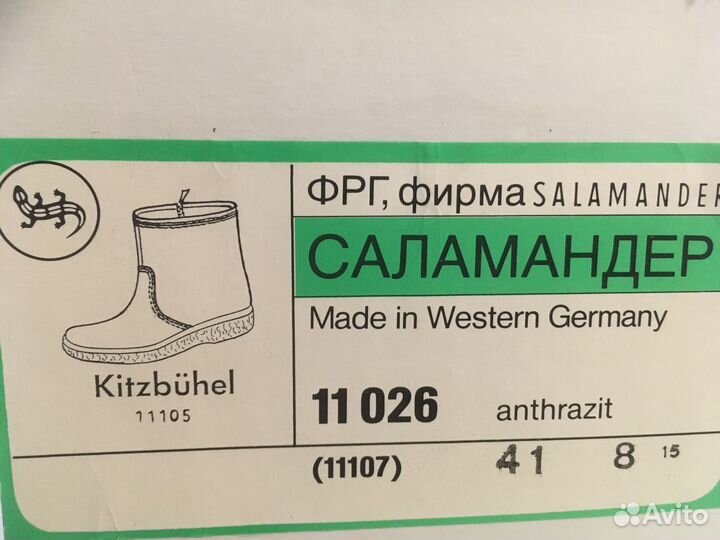 ФРГ, фирма SALAMANDER
САЛАМАНДЕР
Made in Western Germany
Kitzbühel
11105
11 026 anthrazit
(11107) 41 8 15
Avito